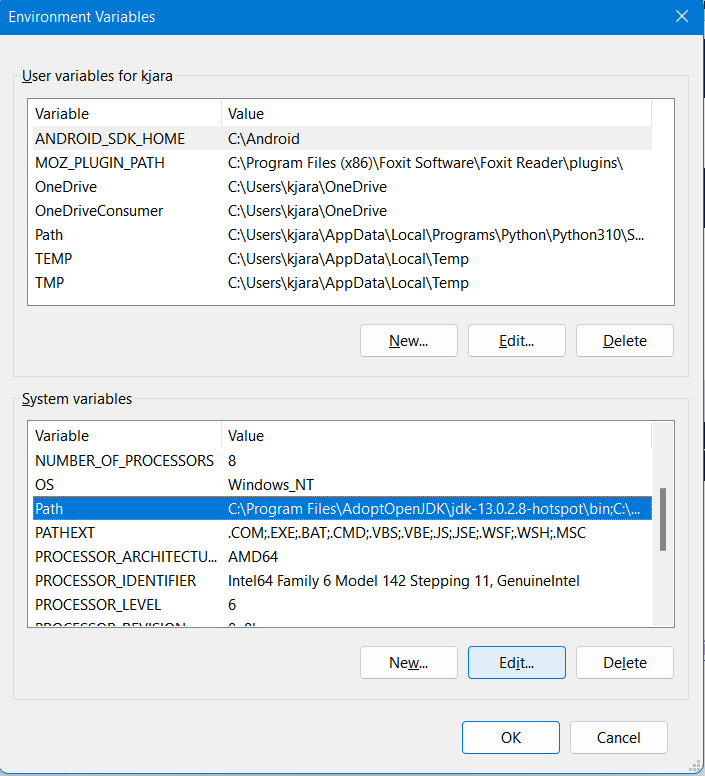 Environment Variables
User variables for kjara
Variable Value
ANDROID_SDK_HOME C:\Android
MOZ_PLUGIN_PATH C:\Program Files (x86)\Foxit Software\Foxit Reader\plugins\
OneDrive C:\Users\kjara\OneDrive
OneDriveConsumer C:\Users\kjara\OneDrive
Path C:\Users\kjara\AppData\Local\Programs\Python\Python310\S...
TEMP C:\Users\kjara\AppData\Local\Temp
TMP C:\Users\kjara\AppData\Local\Temp
New... Edit... Delete
System variables
Variable Value
NUMBER_OF_PROCESSORS 8
OS Windows_NT
Path C:\Program Files\AdoptOpenJDK\jdk-13.0.2.8-hotspot\bin;C:\...
PATHEXT .COM;.EXE;.BAT;.CMD;.VBS;.VBE;.JS;.JSE;.WSF;.WSH;.MSC
PROCESSOR_ARCHITECTU... AMD64
PROCESSOR_IDENTIFIER Intel64 Family 6 Model 142 Stepping 11, GenuineIntel
PROCESSOR_LEVEL 6
New... Edit... Delete
OK Cancel